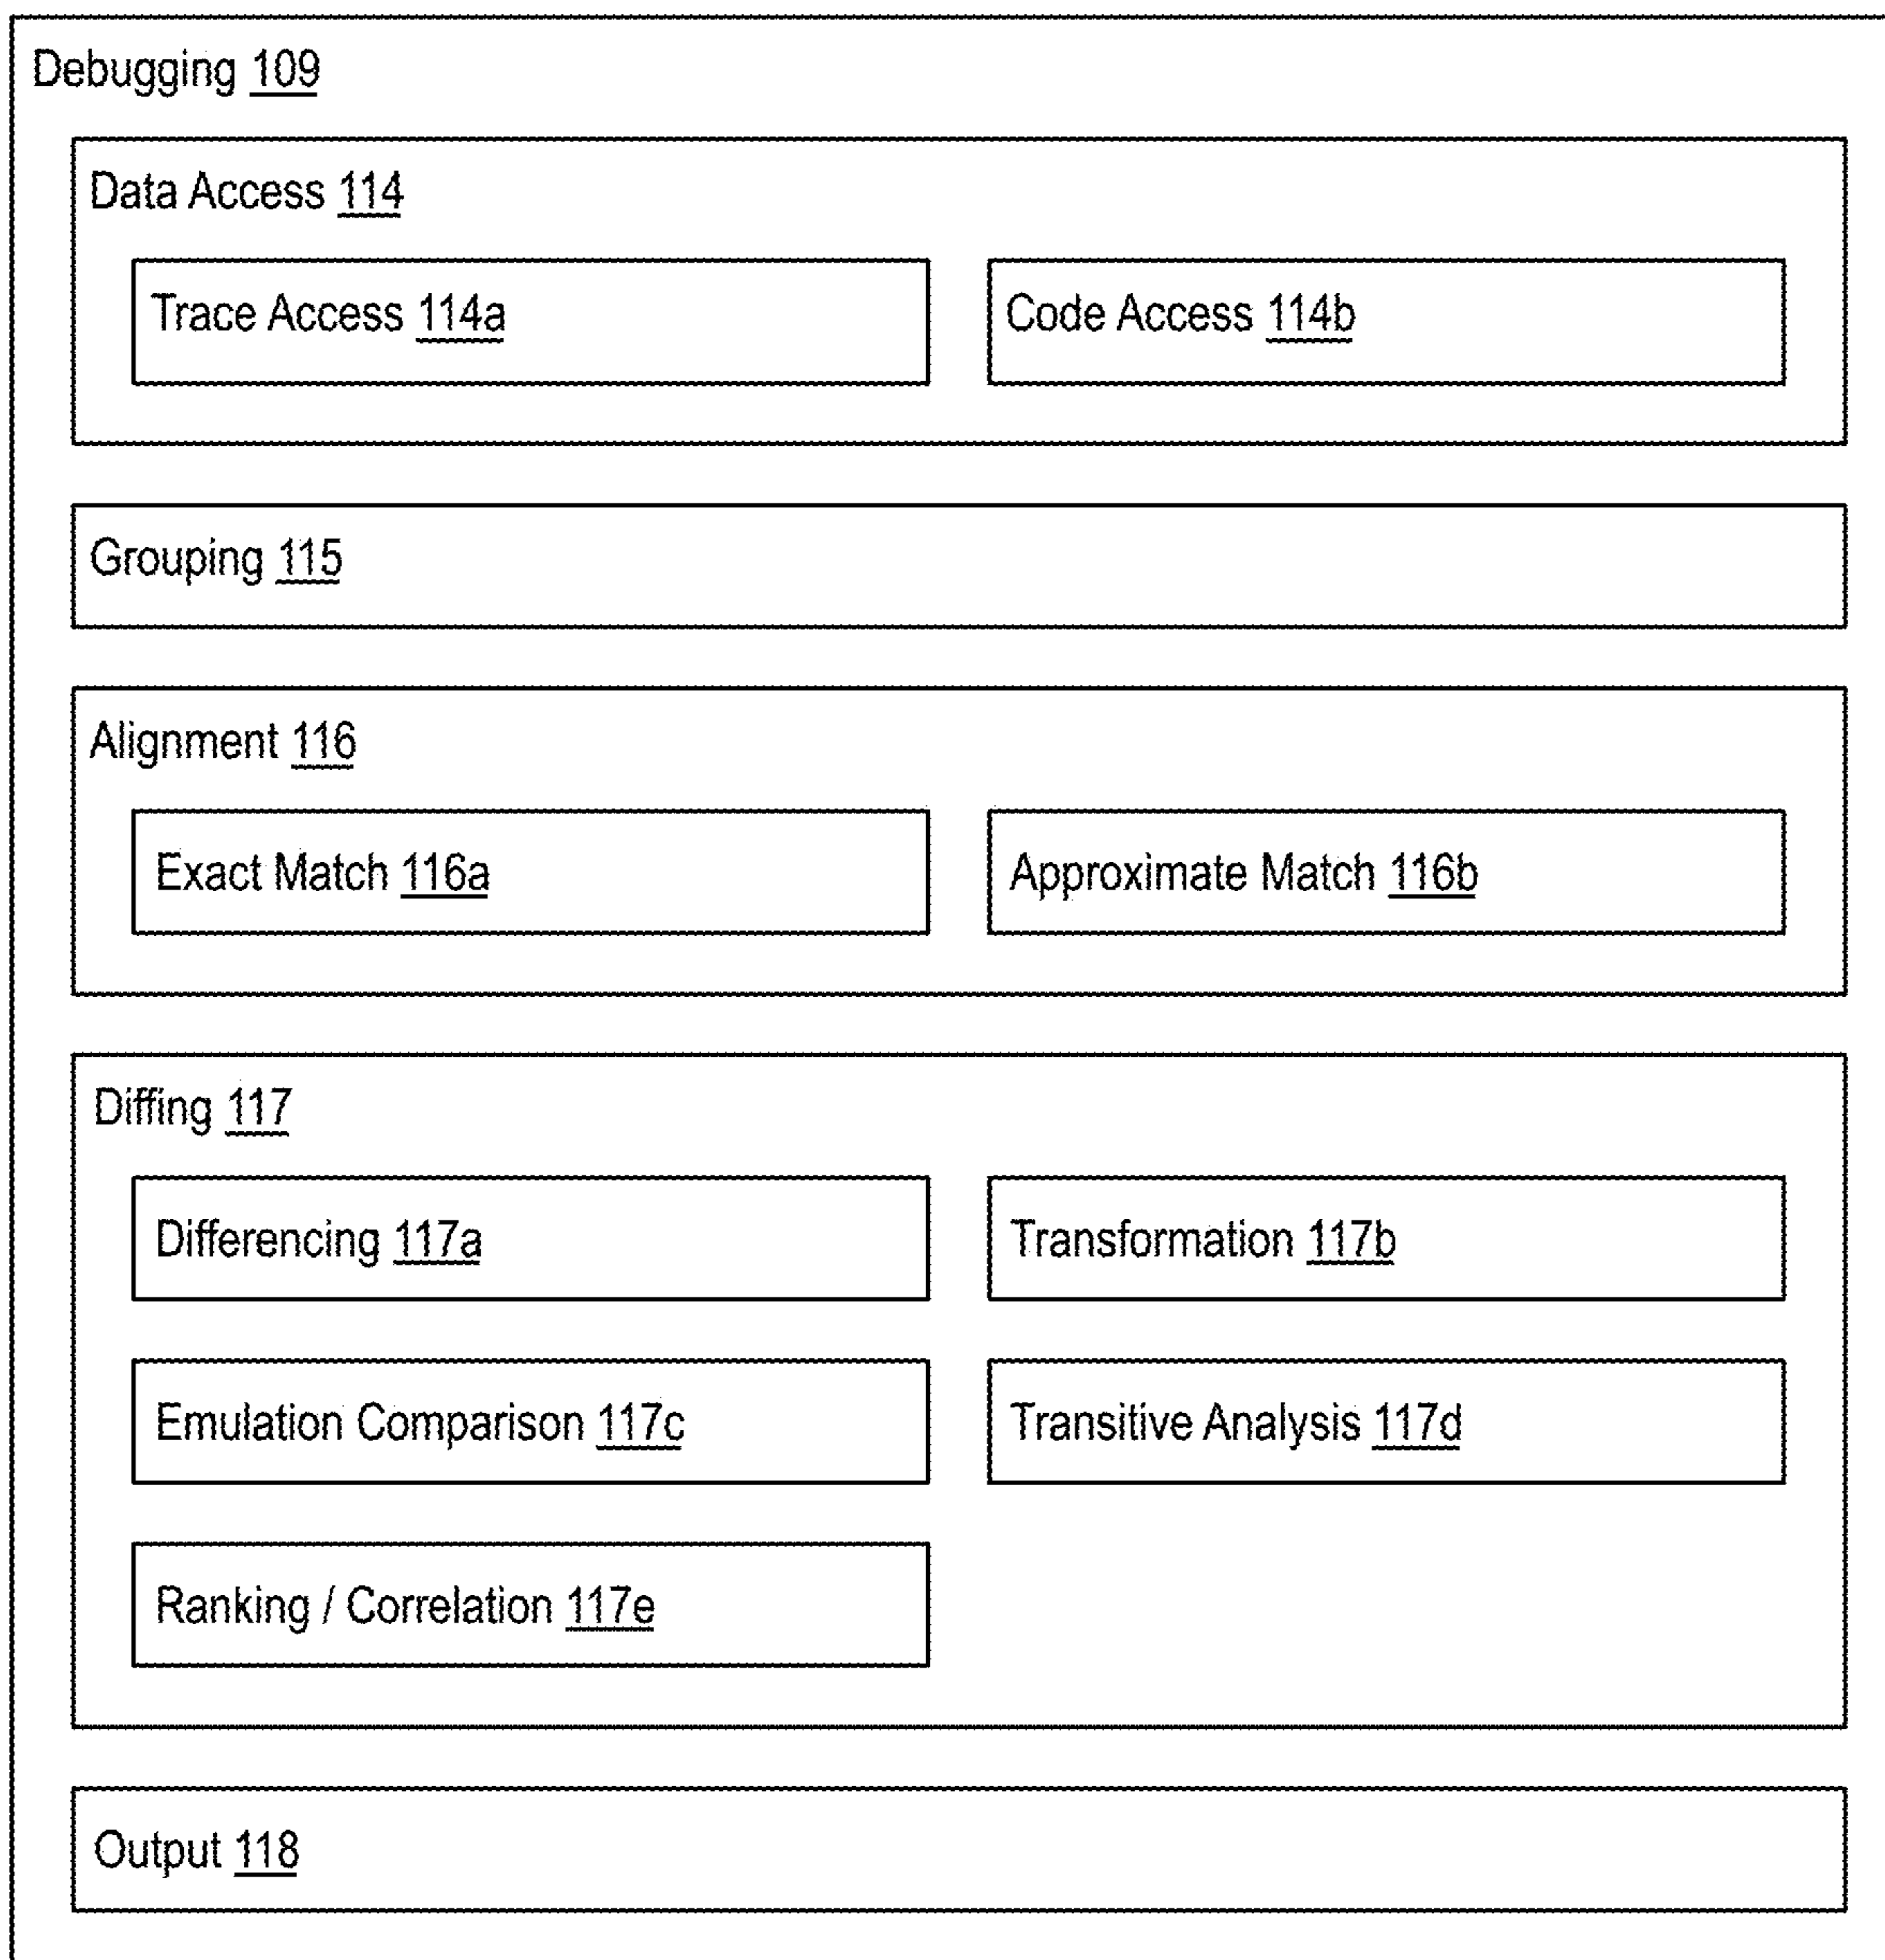 Debugging 109
Data Access 114
Trace Access 114a
Code Access 114b
Grouping 115
Alignment 116
Exact Match 116a
Approximate Match 116b
Diffing 117
Differencing 117a
Transformation 117b
Emulation Comparison 117c
Transitive Analysis 117d
Ranking / Correlation 117e
Output 118